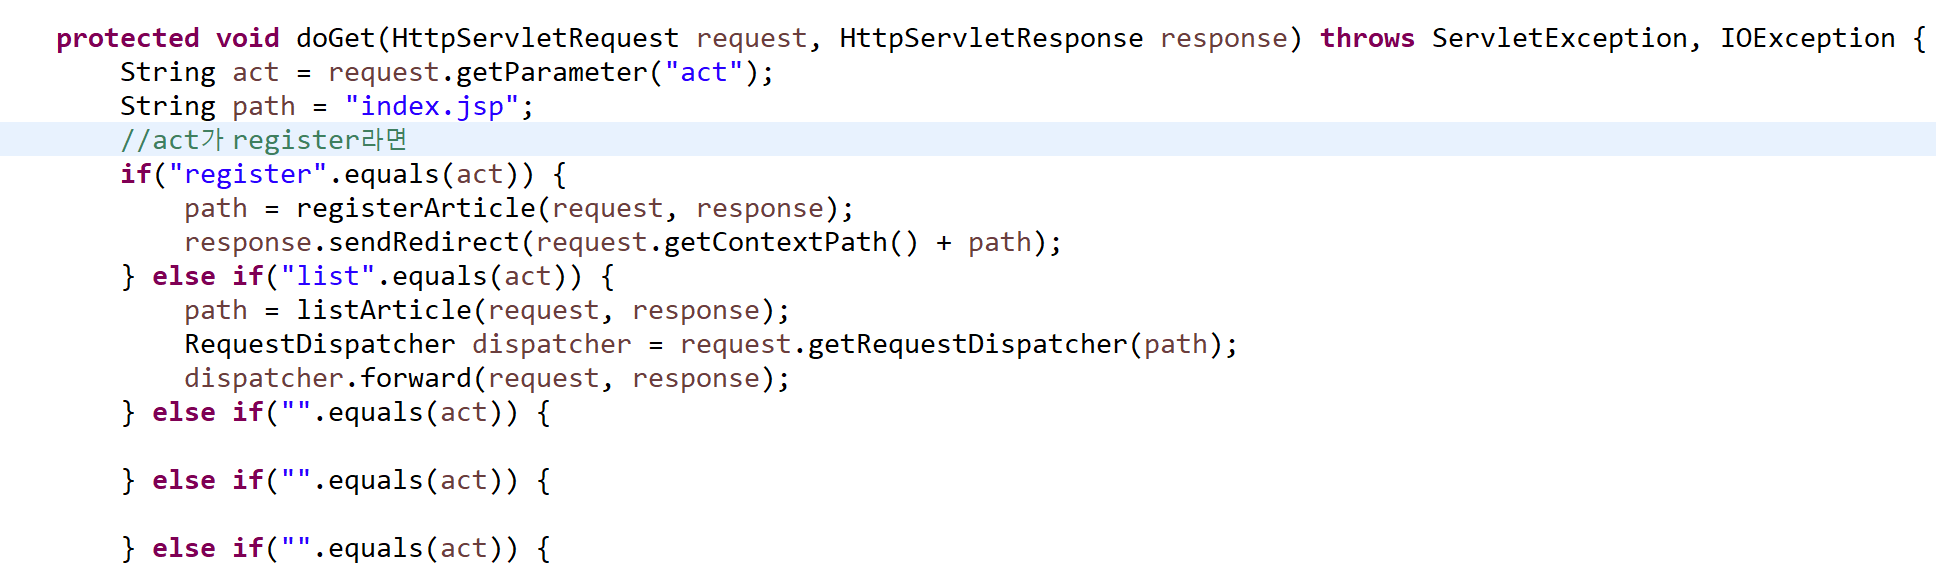 protected void doGet(HttpServletRequest request, HttpServletResponse response) throws ServletException, IOException {
String act = request.getParameter("act");
String path = "index.jsp";
//act가 register라면
if("register".equals(act)) {
path = registerArticle(request, response);
response.sendRedirect(request.getContextPath() + path);
} else if("list".equals(act)) {
path = listArticle(request, response);
RequestDispatcher dispatcher = request.getRequestDispatcher(path);
dispatcher.forward(request, response);
} else if("".equals(act)) {
} else if("".equals(act)) {
} else if("".equals(act)) {